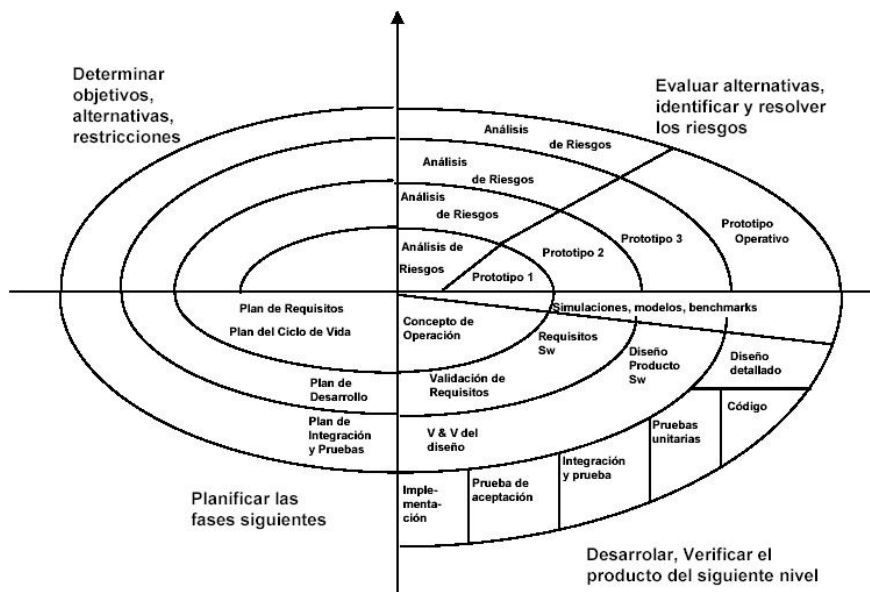 Determinar
objetivos,
alternativas,
restricciones
Evaluar alternativas,
identificar y resolver
los riesgos
Análisis
de Riesgos
Análisis
de Riesgos
Análisis
de Riesgos
Análisis de
Riesgos
Prototipo 1
Prototipo 2
Prototipo 3
Prototipo
Operativo
Simulaciones, modelos, benchmarks
Plan de Requisitos
Plan del Ciclo de Vida
Concepto de
Operación
Requisitos
Sw
Diseño
Producto
Sw
Diseño
detallado
Plan de
Desarrollo
Validación de
Requisitos
Código
Plan de
Integración
y Pruebas
V & V del
diseño
Pruebas
unitarias
Integración
y prueba
Prueba de
aceptación
Imple-
menta-
ción
Planificar las
fases siguientes
Desarrolar, Verificar el
producto del siguiente nivel